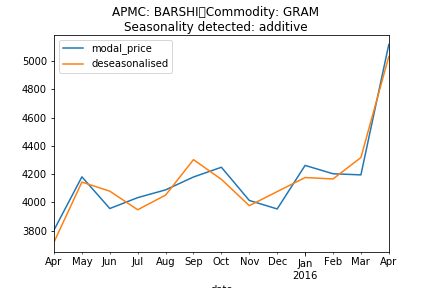 APMC: BARSHI Commodity: GRAM
Seasonality detected: additive
modal_price
deseasonalised
5000
4800
4600
4400
4200
4000
3800
Apr May Jun Jul Aug Sep Oct Nov Dec Jan Feb Mar Apr
2016